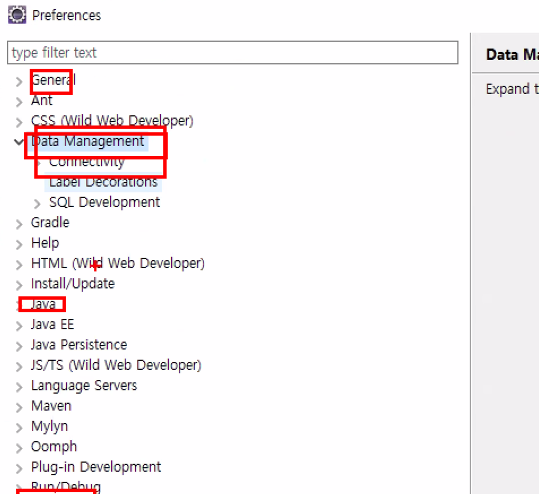 Preferences
type filter text
General
Ant
CSS (Wild Web Developer)
Data Management
Connectivity
Label Decorations
SQL Development
Gradle
Help
HTML (Wild Web Developer)
Install/Update
Java
Java EE
Java Persistence
JS/TS (Wild Web Developer)
Language Servers
Maven
Mylyn
Oomph
Plug-in Development
Run/Debug
Data Ma
Expand t